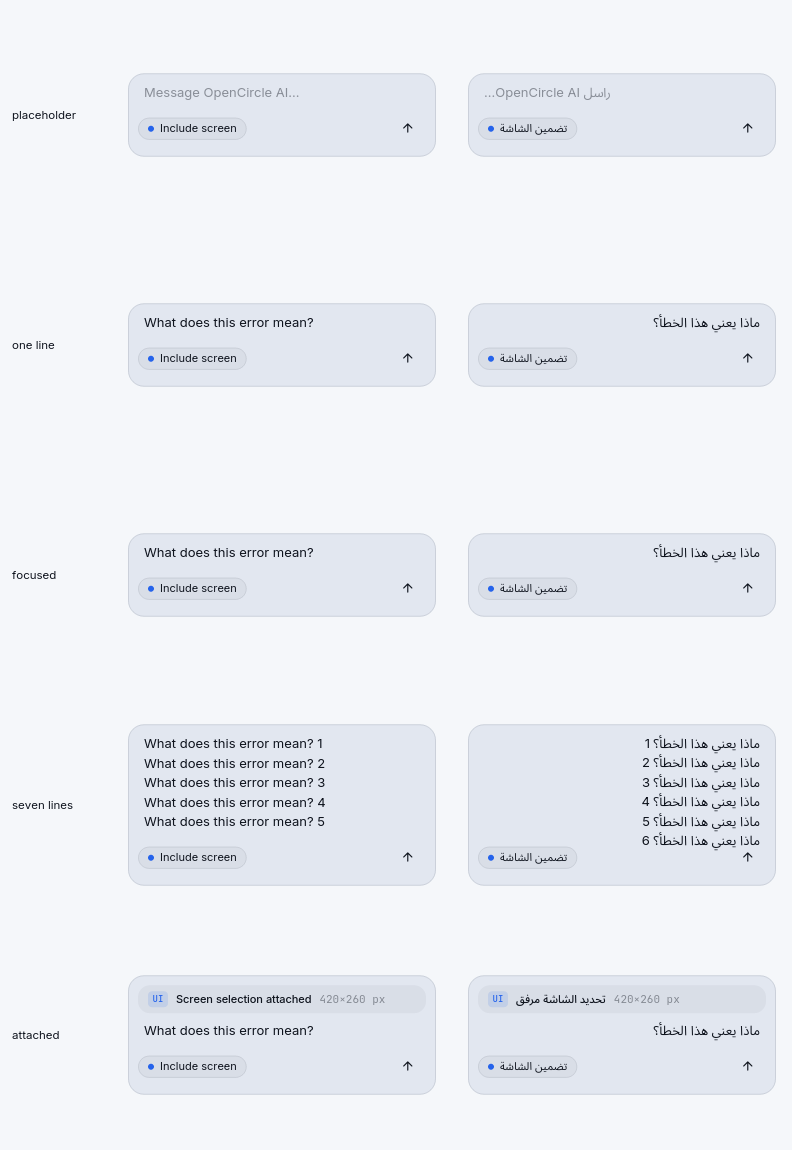 placeholder
Message OpenCircle AI...
Include screen
راسل OpenCircle AI...
تضمين الشاشة
one line
What does this error mean?
Include screen
ماذا يعني هذا الخطأ؟
تضمين الشاشة
focused
What does this error mean?
Include screen
ماذا يعني هذا الخطأ؟
تضمين الشاشة
seven lines
What does this error mean? 1
What does this error mean? 2
What does this error mean? 3
What does this error mean? 4
What does this error mean? 5
Include screen
ماذا يعني هذا الخطأ؟ 1
ماذا يعني هذا الخطأ؟ 2
ماذا يعني هذا الخطأ؟ 3
ماذا يعني هذا الخطأ؟ 4
ماذا يعني هذا الخطأ؟ 5
ماذا يعني هذا الخطأ؟ 6
تضمين الشاشة
attached
UI Screen selection attached 420×260 px
What does this error mean?
Include screen
UI تحديد الشاشة مرفق 420×260 px
ماذا يعني هذا الخطأ؟
تضمين الشاشة